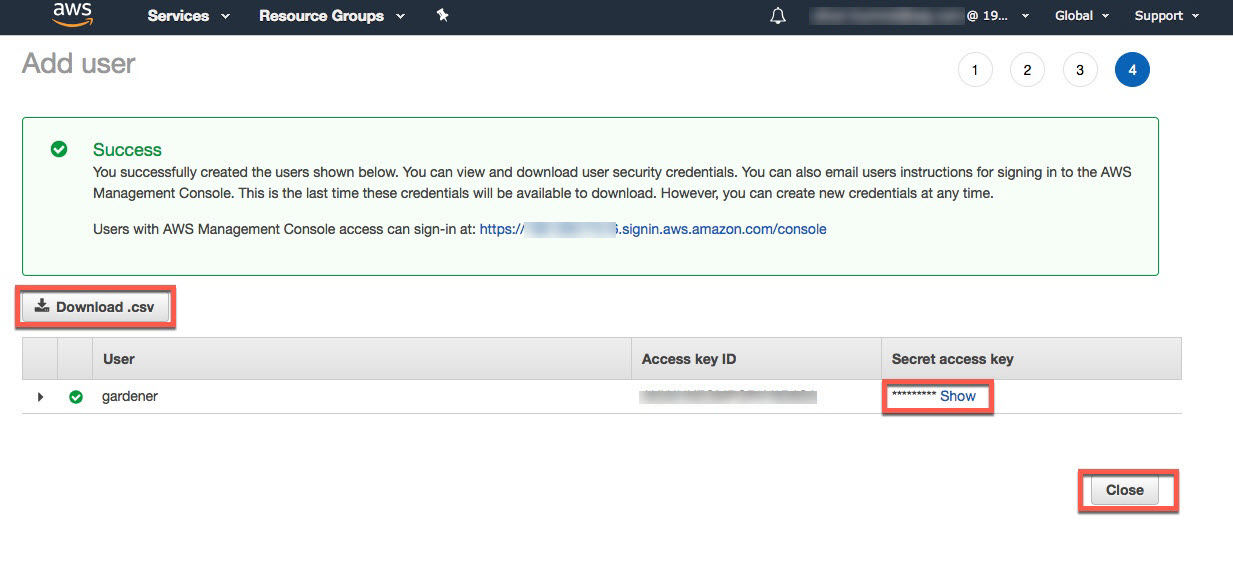 aws Services Resource Groups @ 19... Global Support
Add user 1 2 3 4
Success
You successfully created the users shown below. You can view and download user security credentials. You can also email users instructions for signing in to the AWS
Management Console. This is the last time these credentials will be available to download. However, you can create new credentials at any time.
Users with AWS Management Console access can sign-in at: https:// .signin.aws.amazon.com/console
Download .csv
User Access key ID Secret access key
gardener ********* Show
Close